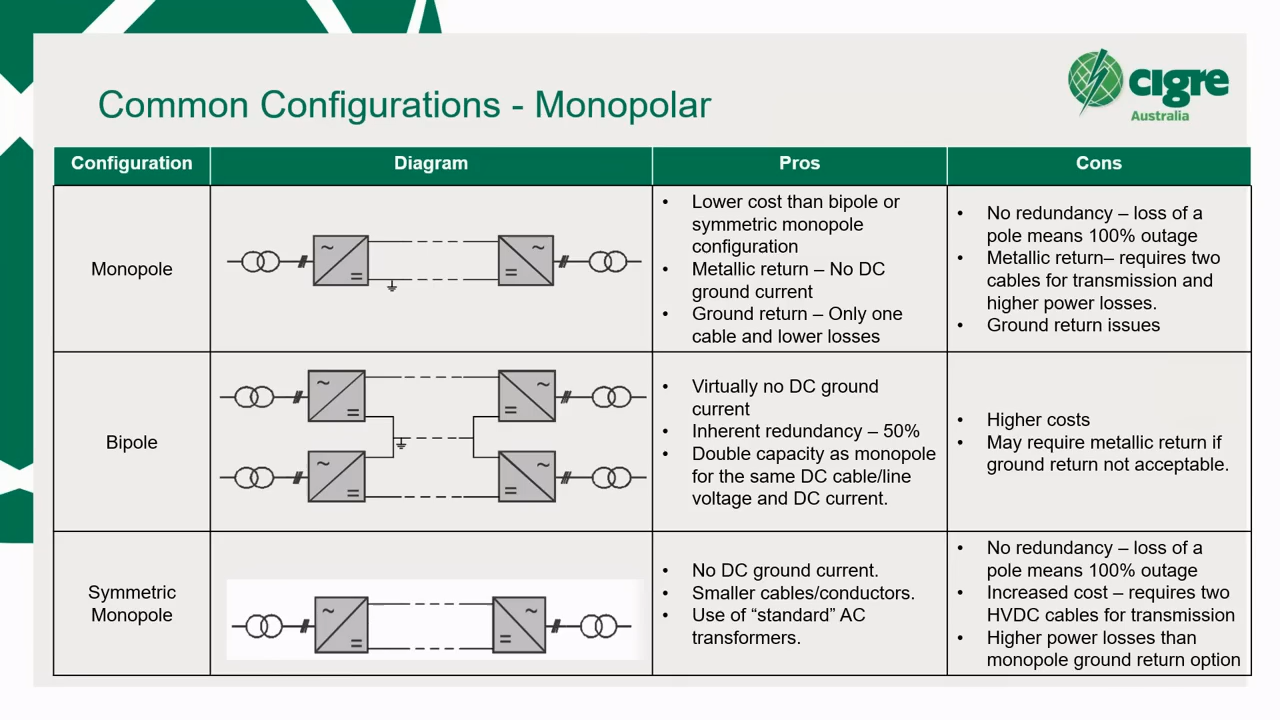 cigre
Australia
Common Configurations - Monopolar
Configuration
Diagram
Pros
Cons
Monopole
• Lower cost than bipole or
symmetric monopole
configuration
• Metallic return – No DC
ground current
• Ground return – Only one
cable and lower losses
• No redundancy – loss of a
pole means 100% outage
• Metallic return– requires two
cables for transmission and
higher power losses.
• Ground return issues
Bipole
• Virtually no DC ground
current
• Inherent redundancy – 50%
• Double capacity as monopole
for the same DC cable/line
voltage and DC current.
• Higher costs
• May require metallic return if
ground return not acceptable.
Symmetric
Monopole
• No DC ground current.
• Smaller cables/conductors.
• Use of “standard” AC
transformers.
• No redundancy – loss of a
pole means 100% outage
• Increased cost – requires two
HVDC cables for transmission
• Higher power losses than
monopole ground return option